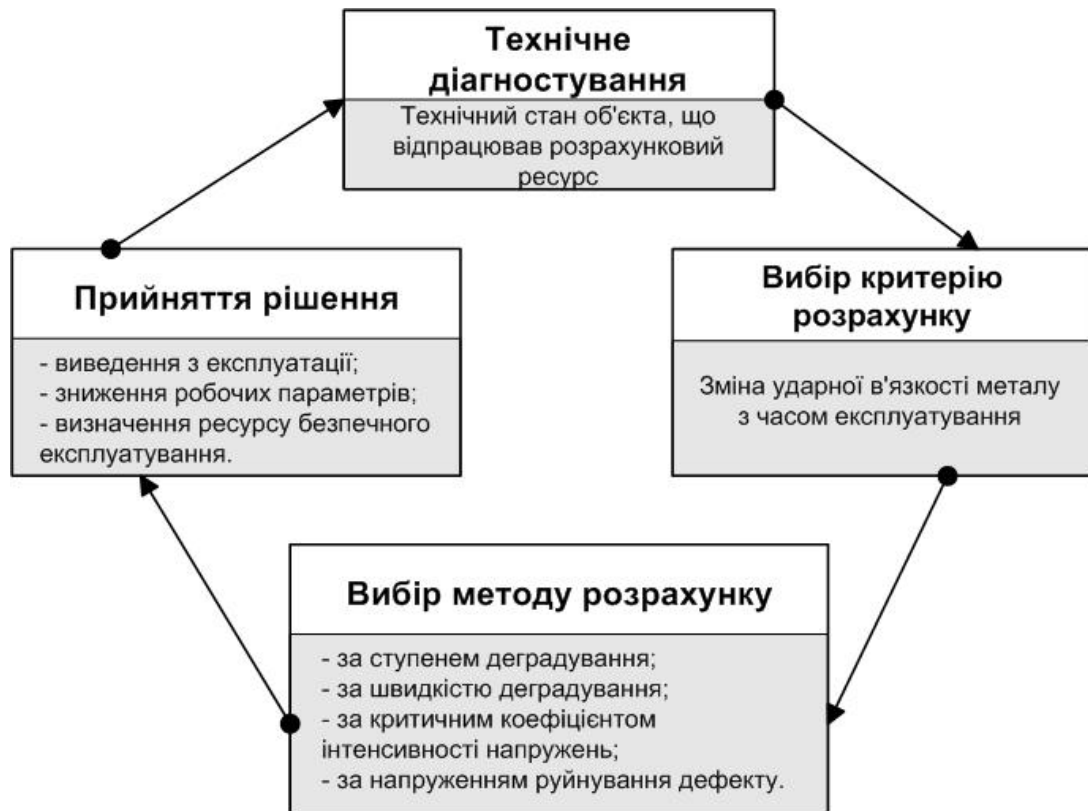 Технічне
діагностування
Технічний стан об'єкта, що
відпрацював розрахунковий
ресурс
Вибір критерію
розрахунку
Зміна ударної в'язкості металу
з часом експлуатування
Вибір методу розрахунку
- за ступенем деградування;
- за швидкістю деградування;
- за критичним коефіцієнтом
інтенсивності напружень;
- за напруженням руйнування дефекту.
Прийняття рішення
- виведення з експлуатації;
- зниження робочих параметрів;
- визначення ресурсу безпечного
експлуатування.